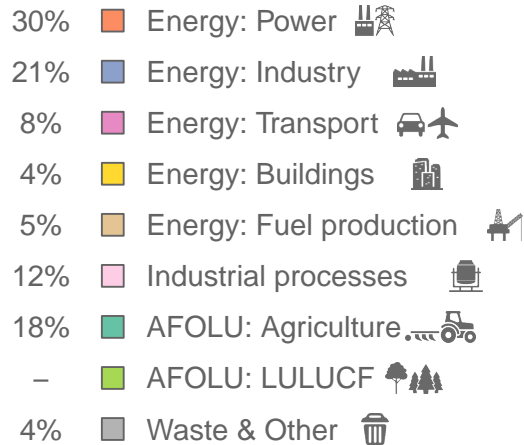 30% Energy: Power
21% Energy: Industry
8% Energy: Transport
4% Energy: Buildings
5% Energy: Fuel production
12% Industrial processes
18% AFOLU: Agriculture
– AFOLU: LULUCF
4% Waste & Other